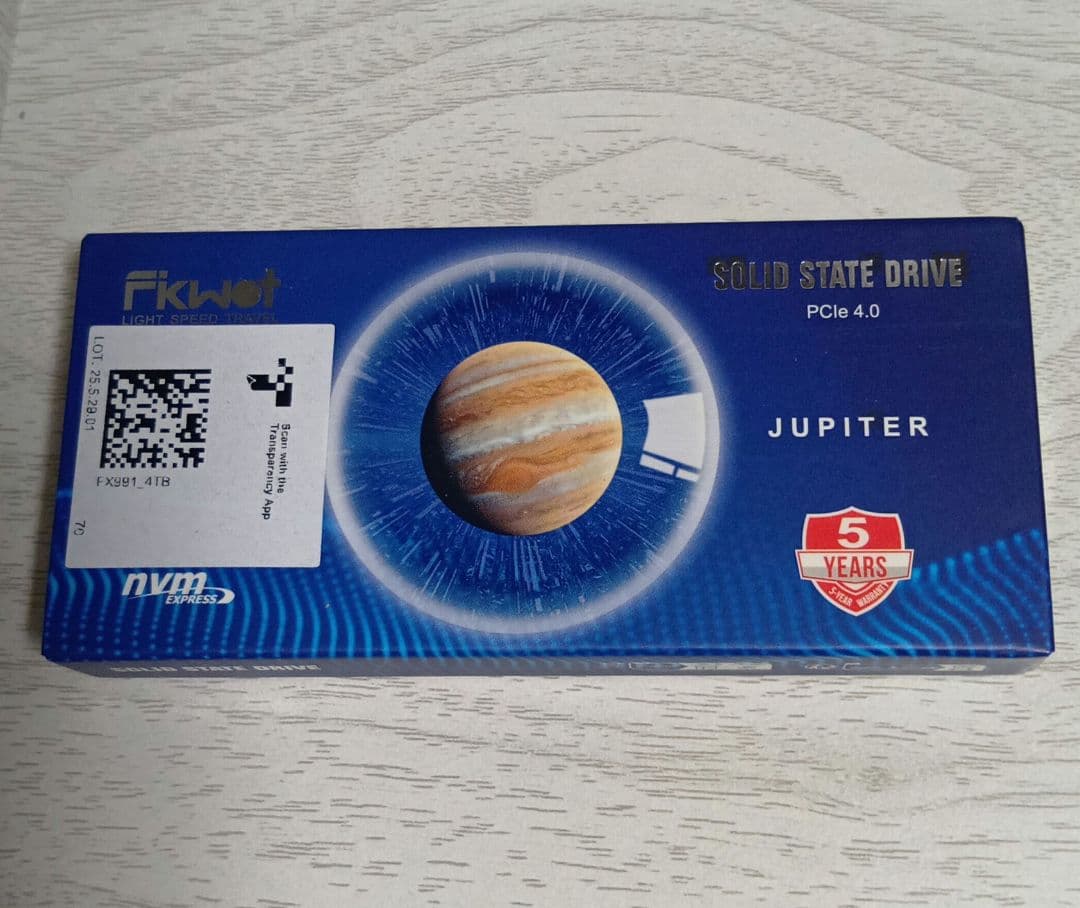 Fikwot
LIGHT SPEED TRAVEL
SOLID STATE DRIVE
PCIe 4.0
LOT. 25.5.28.01
FX991_4TB
70
Scan with the
Transparency App
JUPITER
5
YEARS
5-YEAR WARRANTY
nvm
EXPRESS
SOLID STATE DRIVE